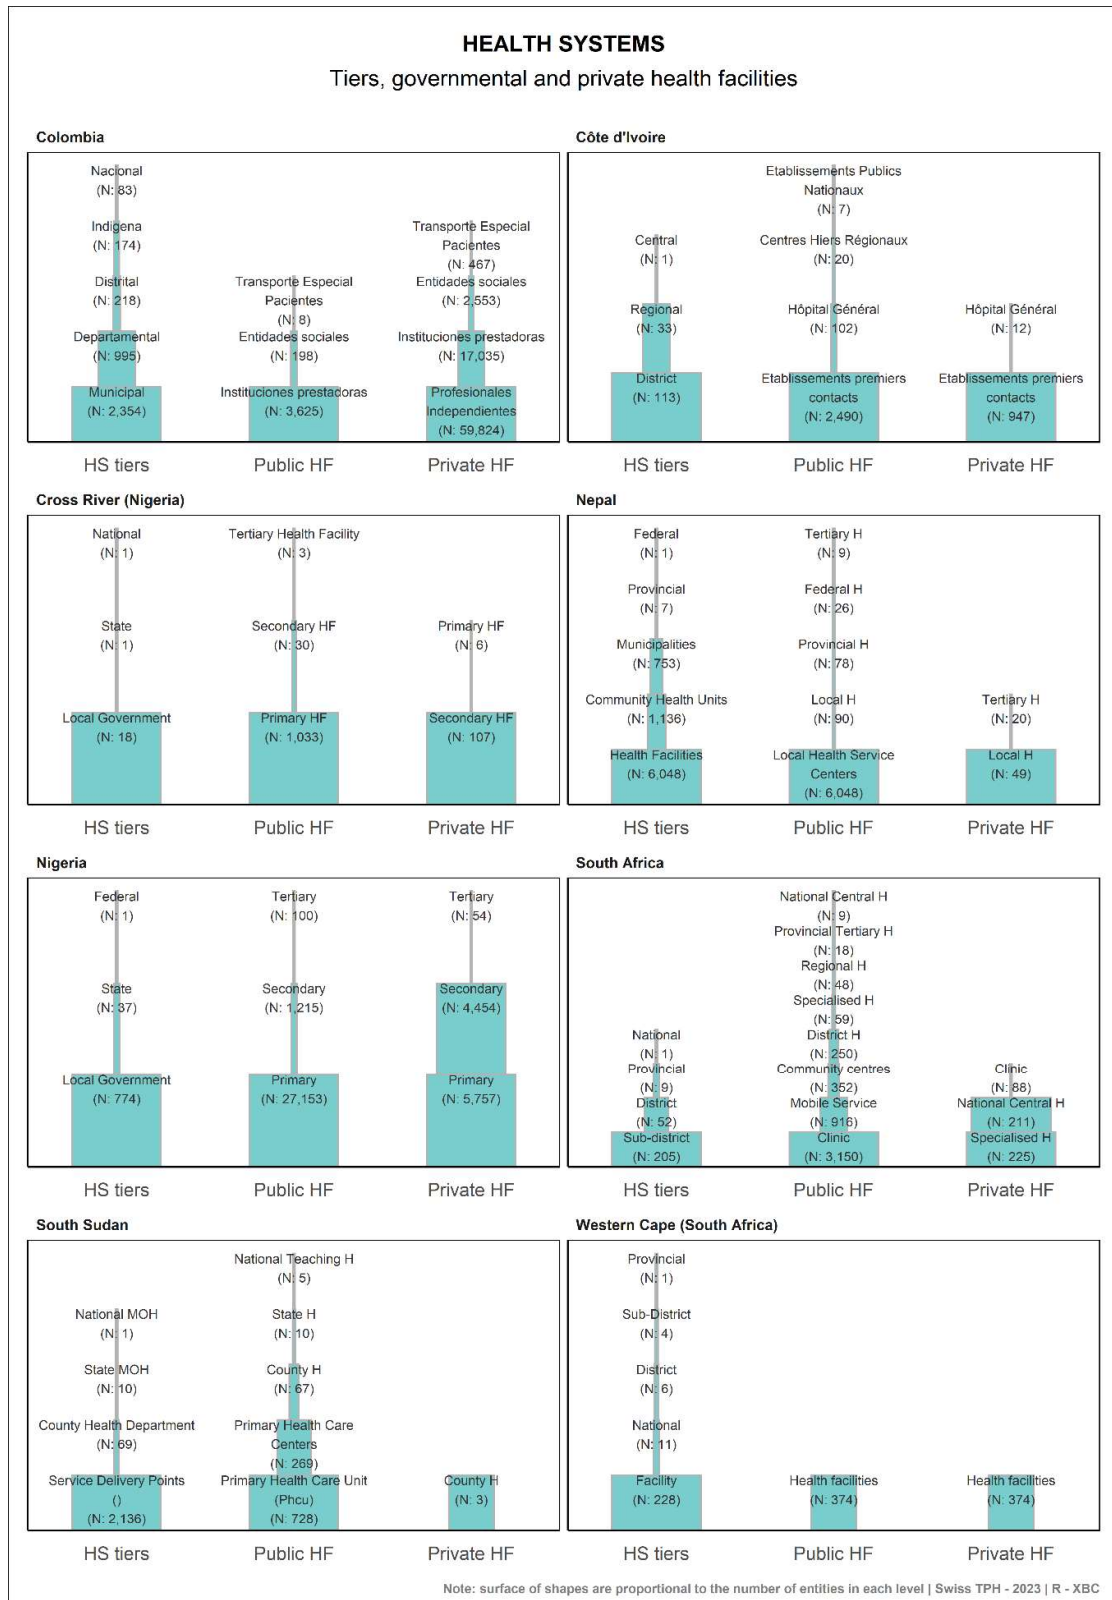 HEALTH SYSTEMS
Tiers, governmental and private health facilities
Colombia
Nacional
(N: 83)
Indigena
(N: 174)
Distrital
(N: 218)
Departamental
(N: 995)
Municipal
(N: 2,354)
HS tiers
Transporte Especial
Pacientes
(N: 8)
Entidades sociales
(N: 198)
Instituciones prestadoras
(N: 3,625)
Public HF
Transporte Especial
Pacientes
(N: 467)
Entidades sociales
(N: 2,553)
Instituciones prestadoras
(N: 17,035)
Profesionales
Independientes
(N: 59,824)
Private HF
Côte d'Ivoire
Central
(N: 1)
Regional
(N: 33)
District
(N: 113)
HS tiers
Etablissements Publics
Nationaux
(N: 7)
Centres Hiers Régionaux
(N: 20)
Hôpital Général
(N: 102)
Etablissements premiers
contacts
(N: 2,490)
Public HF
Hôpital Général
(N: 12)
Etablissements premiers
contacts
(N: 947)
Private HF
Cross River (Nigeria)
National
(N: 1)
State
(N: 1)
Local Government
(N: 18)
HS tiers
Tertiary Health Facility
(N: 3)
Secondary HF
(N: 30)
Primary HF
(N: 1,033)
Public HF
Primary HF
(N: 6)
Secondary HF
(N: 107)
Private HF
Nepal
Federal
(N: 1)
Provincial
(N: 7)
Municipalities
(N: 753)
Community Health Units
(N: 1,136)
Health Facilities
(N: 6,048)
HS tiers
Tertiary H
(N: 9)
Federal H
(N: 26)
Provincial H
(N: 78)
Local H
(N: 90)
Local Health Service
Centers
(N: 6,048)
Public HF
Tertiary H
(N: 20)
Local H
(N: 49)
Private HF
Nigeria
Federal
(N: 1)
State
(N: 37)
Local Government
(N: 774)
HS tiers
Tertiary
(N: 100)
Secondary
(N: 1,215)
Primary
(N: 27,153)
Public HF
Tertiary
(N: 54)
Secondary
(N: 4,454)
Primary
(N: 5,757)
Private HF
South Africa
National
(N: 1)
Provincial
(N: 9)
District
(N: 52)
Sub-district
(N: 205)
HS tiers
National Central H
(N: 9)
Provincial Tertiary H
(N: 18)
Regional H
(N: 48)
Specialised H
(N: 59)
District H
(N: 250)
Community centres
(N: 352)
Mobile Service
(N: 916)
Clinic
(N: 3,150)
Public HF
Clinic
(N: 88)
National Central H
(N: 211)
Specialised H
(N: 225)
Private HF
South Sudan
National MOH
(N: 1)
State MOH
(N: 10)
County Health Department
(N: 69)
Service Delivery Points
()
(N: 2,136)
HS tiers
National Teaching H
(N: 5)
State H
(N: 10)
County H
(N: 67)
Primary Health Care
Centers
(N: 269)
Primary Health Care Unit
(Phcu)
(N: 728)
Public HF
County H
(N: 3)
Private HF
Western Cape (South Africa)
Provincial
(N: 1)
Sub-District
(N: 4)
District
(N: 6)
National
(N: 11)
Facility
(N: 228)
HS tiers
Health facilities
(N: 374)
Public HF
Health facilities
(N: 374)
Private HF
Note: surface of shapes are proportional to the number of entities in each level | Swiss TPH - 2023 | R - XBC